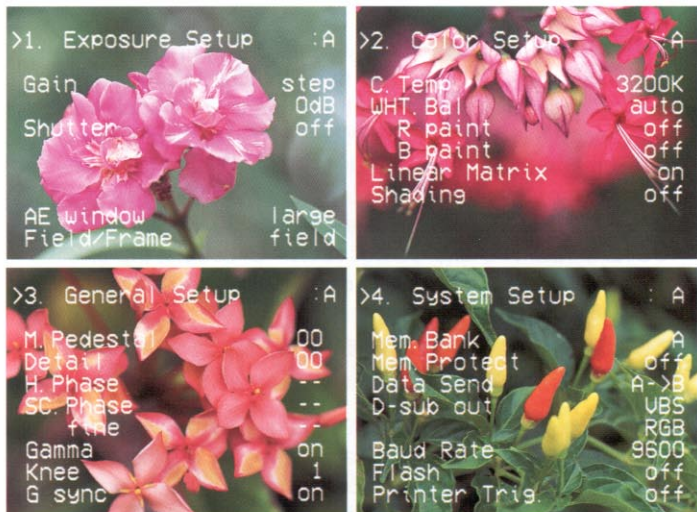 >1. Exposure Setup :A
Gain step
0dB
Shutter off
AE window large
Field/Frame field
>2. Color Setup :A
C.Temp 3200K
WHT.Bal auto
R paint off
B paint off
Linear Matrix on
Shading off
>3. General Setup :A
M.Pedestal 00
Detail 00
H.Phase --
SC.Phase --
fine --
Gamma on
Knee 1
G sync on
>4. System Setup :A
Mem.Bank A
Mem.Protect off
Data Send A->B
D-sub out VBS
RGB
Baud Rate 9600
Flash off
Printer Trig. off